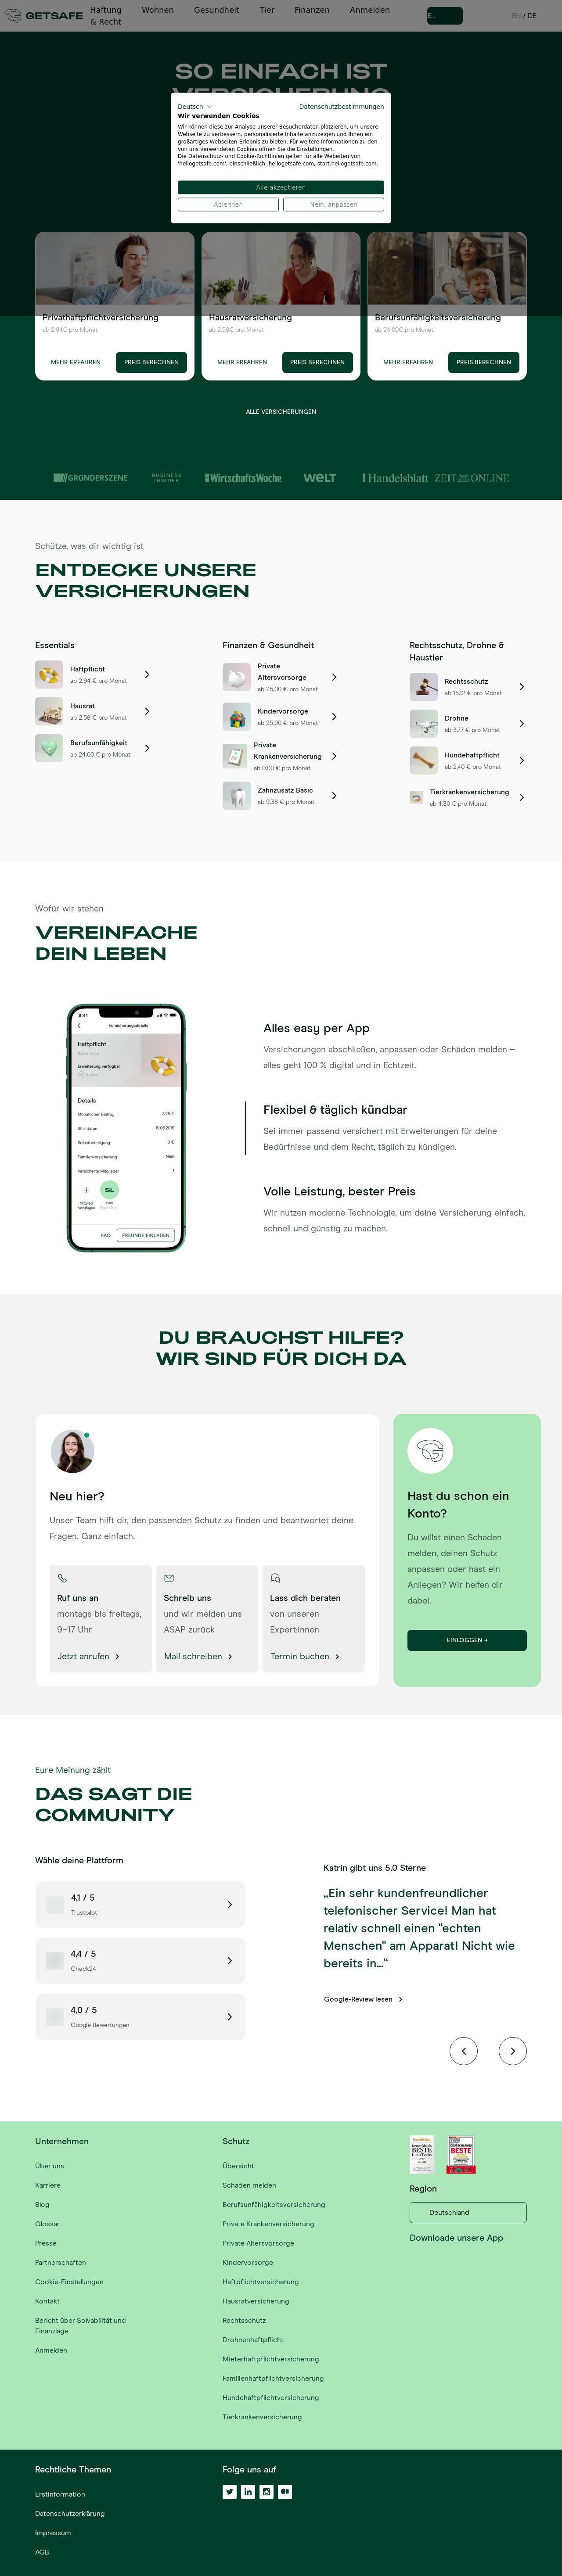 GETSAFE
Haftung
& Recht
Wohnen
Gesundheit
Tier
Finanzen
Anmelden
E...
EN / DE
SO EINFACH IST
Deutsch
Datenschutzbestimmungen
Wir verwenden Cookies
Wir können diese zur Analyse unserer Besucherdaten platzieren, um unsere
Webseite zu verbessern, personalisierte Inhalte anzuzeigen und Ihnen ein
großartiges Webseiten-Erlebnis zu bieten. Für weitere Informationen zu den
von uns verwendeten Cookies öffnen Sie die Einstellungen.
Die Datenschutz- und Cookie-Richtlinien gelten für alle Webeiten von
'hellogetsafe.com', einschließlich: hellogetsafe.com, start.hellogetsafe.com.
Alle akzeptieren
Ablehnen
Nein, anpassen
Privathaftpflichtversicherung
ab 2,94€ pro Monat
MEHR ERFAHREN
PREIS BERECHNEN
Hausratversicherung
ab 2,58€ pro Monat
MEHR ERFAHREN
PREIS BERECHNEN
Berufsunfähigkeitsversicherung
ab 24,00€ pro Monat
MEHR ERFAHREN
PREIS BERECHNEN
ALLE VERSICHERUNGEN
GRÜNDERSZENE
BUSINESS
INSIDER
WirtschaftsWoche
WELT
Handelsblatt
ZEIT ONLINE
Schütze, was dir wichtig ist
ENTDECKE UNSERE
VERSICHERUNGEN
Essentials
Haftpflicht
ab 2,94 € pro Monat
Hausrat
ab 2,58 € pro Monat
Berufsunfähigkeit
ab 24,00 € pro Monat
Finanzen & Gesundheit
Private
Altersvorsorge
ab 25,00 € pro Monat
Kindervorsorge
ab 25,00 € pro Monat
Private
Krankenversicherung
ab 0,00 € pro Monat
Zahnzusatz Basic
ab 9,38 € pro Monat
Rechtsschutz, Drohne &
Haustier
Rechtsschutz
ab 15,12 € pro Monat
Drohne
ab 3,77 € pro Monat
Hundehaftpflicht
ab 2,40 € pro Monat
Tierkrankenversicherung
ab 4,30 € pro Monat
Wofür wir stehen
VEREINFACHE
DEIN LEBEN
9:41
Versicherungsdetails
Haftpflicht
Basismodul
Erweiterung verfügbar
Details
Monatlicher Beitrag
3,25 €
Startdatum
19.06.2019
Selbstbeteiligung
0 €
Familienversicherung
Nein
Versicherte Mitglieder
1
SL
Mitglied
hinzufügen
Sam
FAQ
FREUNDE EINLADEN
Alles easy per App
Versicherungen abschließen, anpassen oder Schäden melden –
alles geht 100 % digital und in Echtzeit.
Flexibel & täglich kündbar
Sei immer passend versichert mit Erweiterungen für deine
Bedürfnisse und dem Recht, täglich zu kündigen.
Volle Leistung, bester Preis
Wir nutzen moderne Technologie, um deine Versicherung einfach,
schnell und günstig zu machen.
DU BRAUCHST HILFE?
WIR SIND FÜR DICH DA
Neu hier?
Unser Team hilft dir, den passenden Schutz zu finden und beantwortet deine
Fragen. Ganz einfach.
Ruf uns an
montags bis freitags,
9–17 Uhr
Jetzt anrufen
Schreib uns
und wir melden uns
ASAP zurück
Mail schreiben
Lass dich beraten
von unseren
Expert:innen
Termin buchen
Hast du schon ein
Konto?
Du willst einen Schaden
melden, deinen Schutz
anpassen oder hast ein
Anliegen? Wir helfen dir
dabei.
EINLOGGEN →
Eure Meinung zählt
DAS SAGT DIE
COMMUNITY
Wähle deine Plattform
4,1 / 5
Trustpilot
4,4 / 5
Check24
4,0 / 5
Google Bewertungen
Katrin gibt uns 5,0 Sterne
„Ein sehr kundenfreundlicher
telefonischer Service! Man hat
relativ schnell einen "echten
Menschen" am Apparat! Nicht wie
bereits in...“
Google-Review lesen
Unternehmen
Über uns
Karriere
Blog
Glossar
Presse
Partnerschaften
Cookie-Einstellungen
Kontakt
Bericht über Solvabilität und
Finanzlage
Anmelden
Schutz
Übersicht
Schaden melden
Berufsunfähigkeitsversicherung
Private Krankenversicherung
Private Altersvorsorge
Kindervorsorge
Haftpflichtversicherung
Hausratversicherung
Rechtsschutz
Drohnenhaftpflicht
Mieterhaftpflichtversicherung
Familienhaftpflichtversicherung
Hundehaftpflichtversicherung
Tierkrankenversicherung
BESTE
BESTE
Region
Deutschland
Downloade unsere App
Rechtliche Themen
Erstinformation
Datenschutzerklärung
Impressum
AGB
Folge uns auf